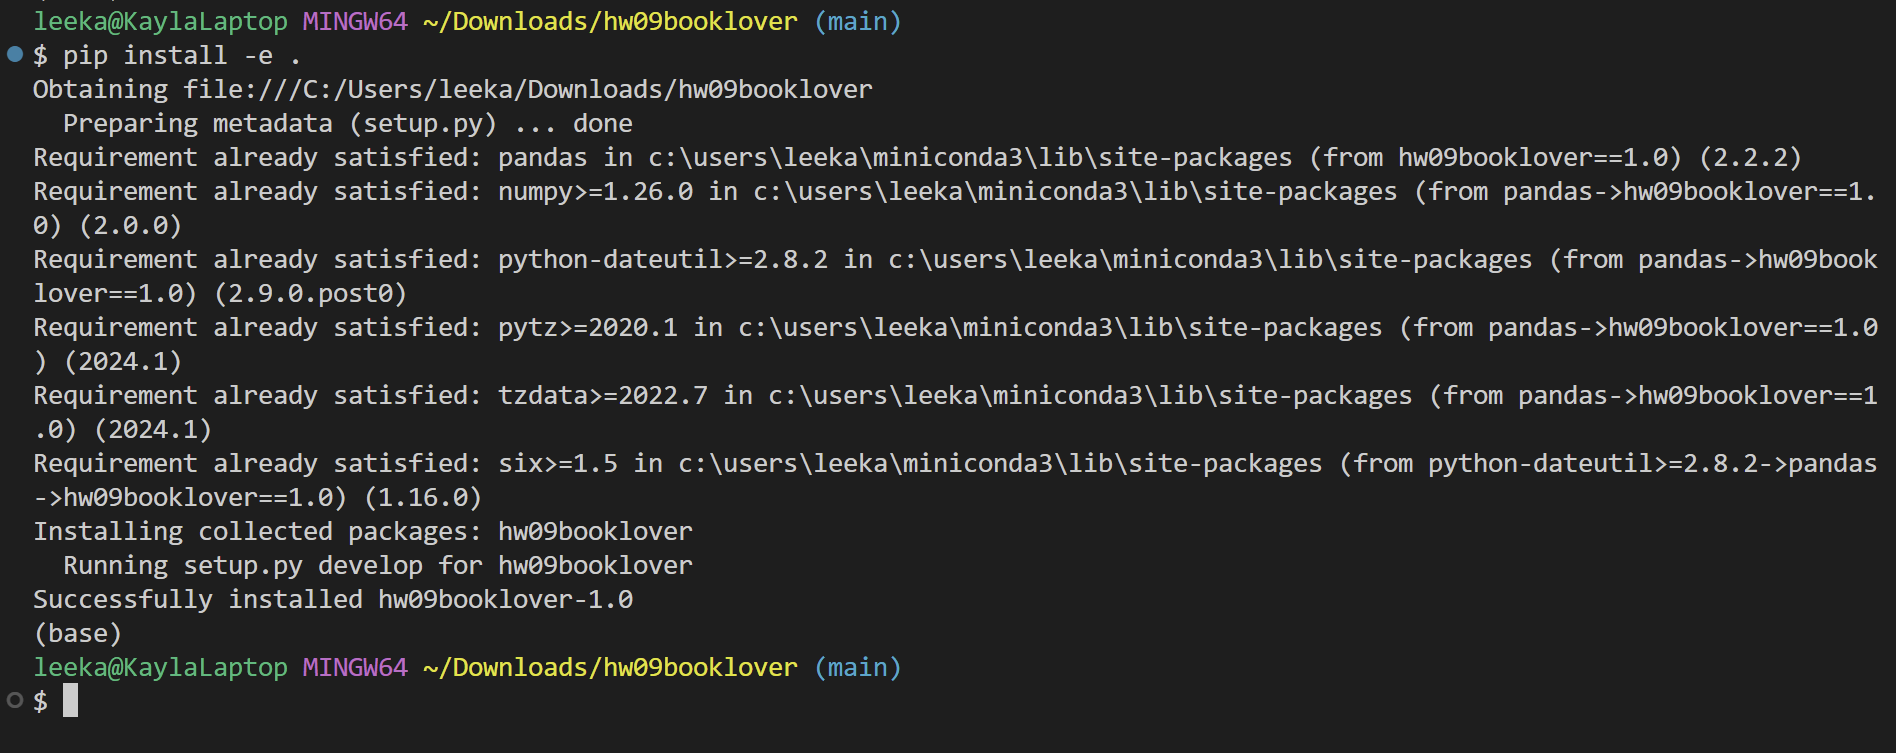 leeka@KaylaLaptop MINGW64 ~/Downloads/hw09booklover (main)
$ pip install -e .
Obtaining file:///C:/Users/leeka/Downloads/hw09booklover
  Preparing metadata (setup.py) ... done
Requirement already satisfied: pandas in c:\users\leeka\miniconda3\lib\site-packages (from hw09booklover==1.0) (2.2.2)
Requirement already satisfied: numpy>=1.26.0 in c:\users\leeka\miniconda3\lib\site-packages (from pandas->hw09booklover==1.
0) (2.0.0)
Requirement already satisfied: python-dateutil>=2.8.2 in c:\users\leeka\miniconda3\lib\site-packages (from pandas->hw09book
lover==1.0) (2.9.0.post0)
Requirement already satisfied: pytz>=2020.1 in c:\users\leeka\miniconda3\lib\site-packages (from pandas->hw09booklover==1.0
) (2024.1)
Requirement already satisfied: tzdata>=2022.7 in c:\users\leeka\miniconda3\lib\site-packages (from pandas->hw09booklover==1
.0) (2024.1)
Requirement already satisfied: six>=1.5 in c:\users\leeka\miniconda3\lib\site-packages (from python-dateutil>=2.8.2->pandas
->hw09booklover==1.0) (1.16.0)
Installing collected packages: hw09booklover
  Running setup.py develop for hw09booklover
Successfully installed hw09booklover-1.0
(base)
leeka@KaylaLaptop MINGW64 ~/Downloads/hw09booklover (main)
$